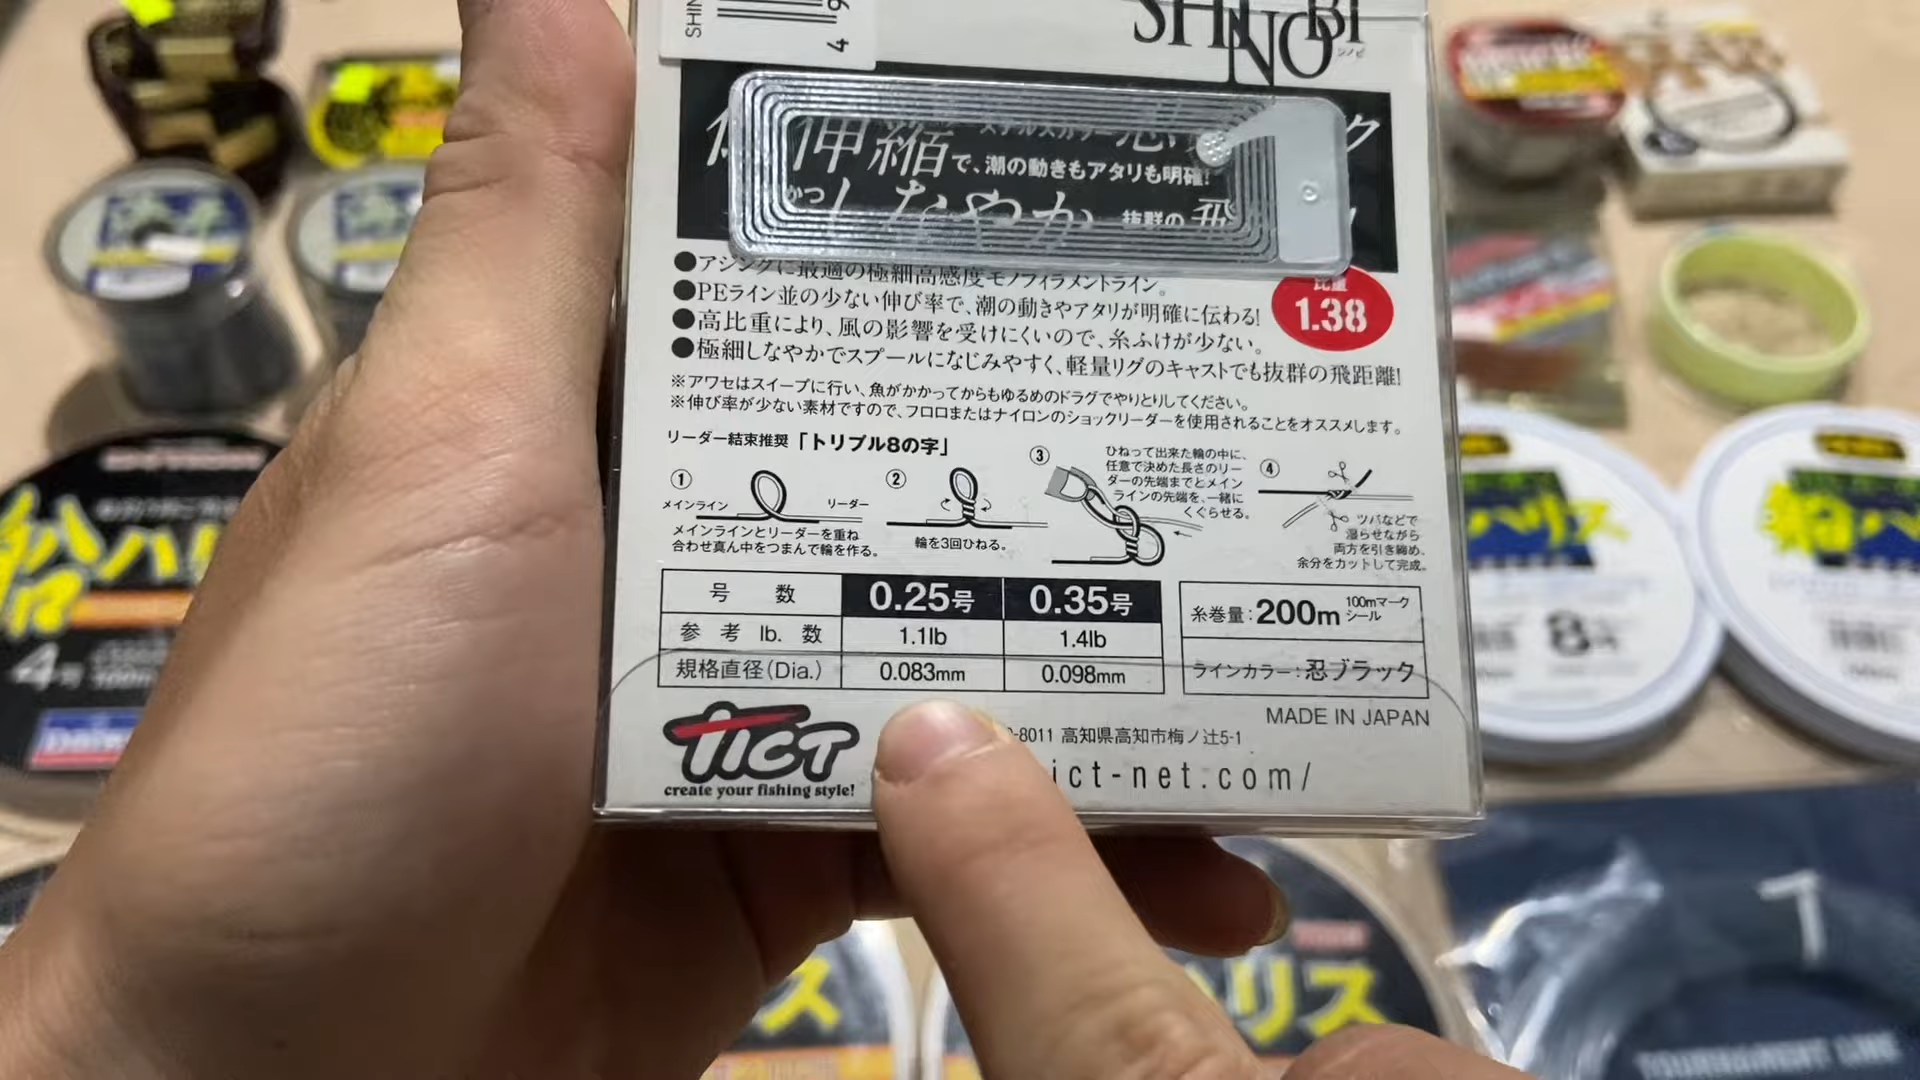 SHINOBI
シノビ
伸縮で、潮の動きもアタリも明確!
しなやか 抜群の飛
●アジングに最適の極細高感度モノフィラメントライン。
●PEライン並の少ない伸び率で、潮の動きやアタリが明確に伝わる!
●高比重により、風の影響を受けにくいので、糸ふけが少ない。
●極細しなやかでスプールになじみやすく、軽量リグのキャストでも抜群の飛距離!
比重
1.38
※アワセはスイープに行い、魚がかかってからもゆるめのドラグでやりとりしてください。
※伸び率が少ない素材ですので、フロロまたはナイロンのショックリーダーを使用されることをオススメします。
リーダー結束推奨「トリプル8の字」
①
メインライン リーダー
メインラインとリーダーを重ね
合わせ真ん中をつまんで輪を作る。
②
輪を3回ひねる。
③
ひねって出来た輪の中に、
任意で決めた長さのリー
ダーの先端までとメイン
ラインの先端を、一緒に
くぐらせる。
④
ツバなどで
湿らせながら
両方を引き締め、
余分をカットして完成。
号 数 0.25号 0.35号
参 考 lb. 数 1.1lb 1.4lb
規格直径(Dia.) 0.083mm 0.098mm
糸巻量:200m 100mマーク
シール
ラインカラー:忍ブラック
MADE IN JAPAN
TICT
create your fishing style!
-8011 高知県高知市梅ノ辻5-1
ict-net.com/
船ハリ
4号
8号
ハリス
TOURNAMENT LINE